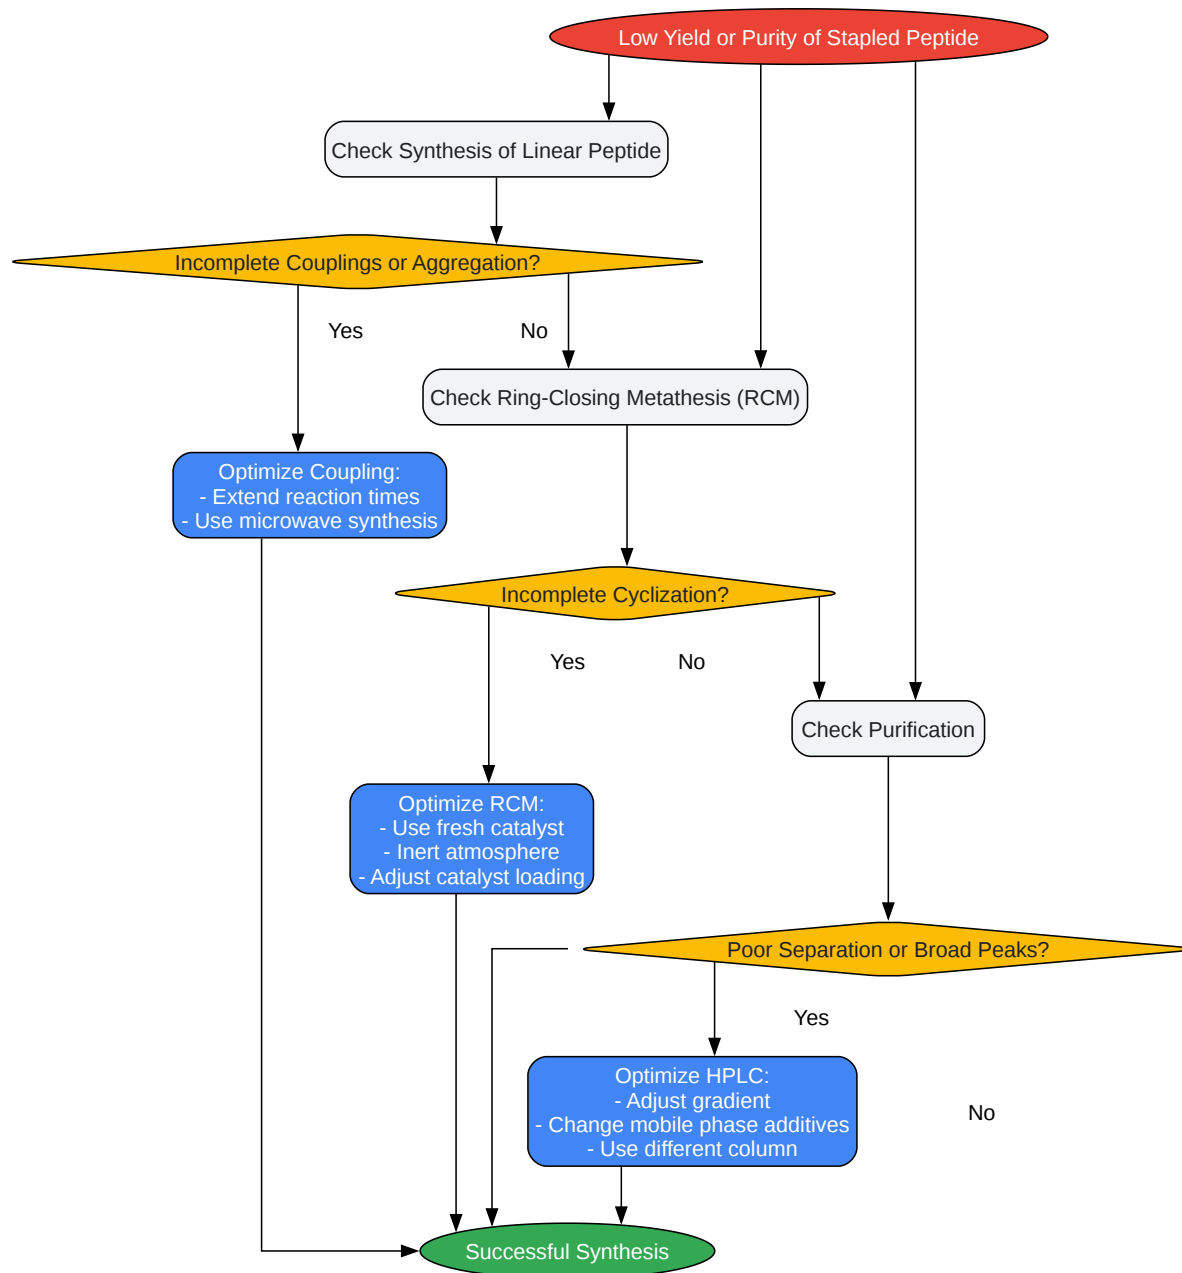 Low Yield or Purity of Stapled Peptide
Check Synthesis of Linear Peptide
Incomplete Couplings or Aggregation?
Yes
No
Check Ring-Closing Metathesis (RCM)
Optimize Coupling:
- Extend reaction times
- Use microwave synthesis
Incomplete Cyclization?
Yes
No
Check Purification
Optimize RCM:
- Use fresh catalyst
- Inert atmosphere
- Adjust catalyst loading
Poor Separation or Broad Peaks?
Yes
Optimize HPLC:
- Adjust gradient
- Change mobile phase additives
- Use different column
No
Successful Synthesis